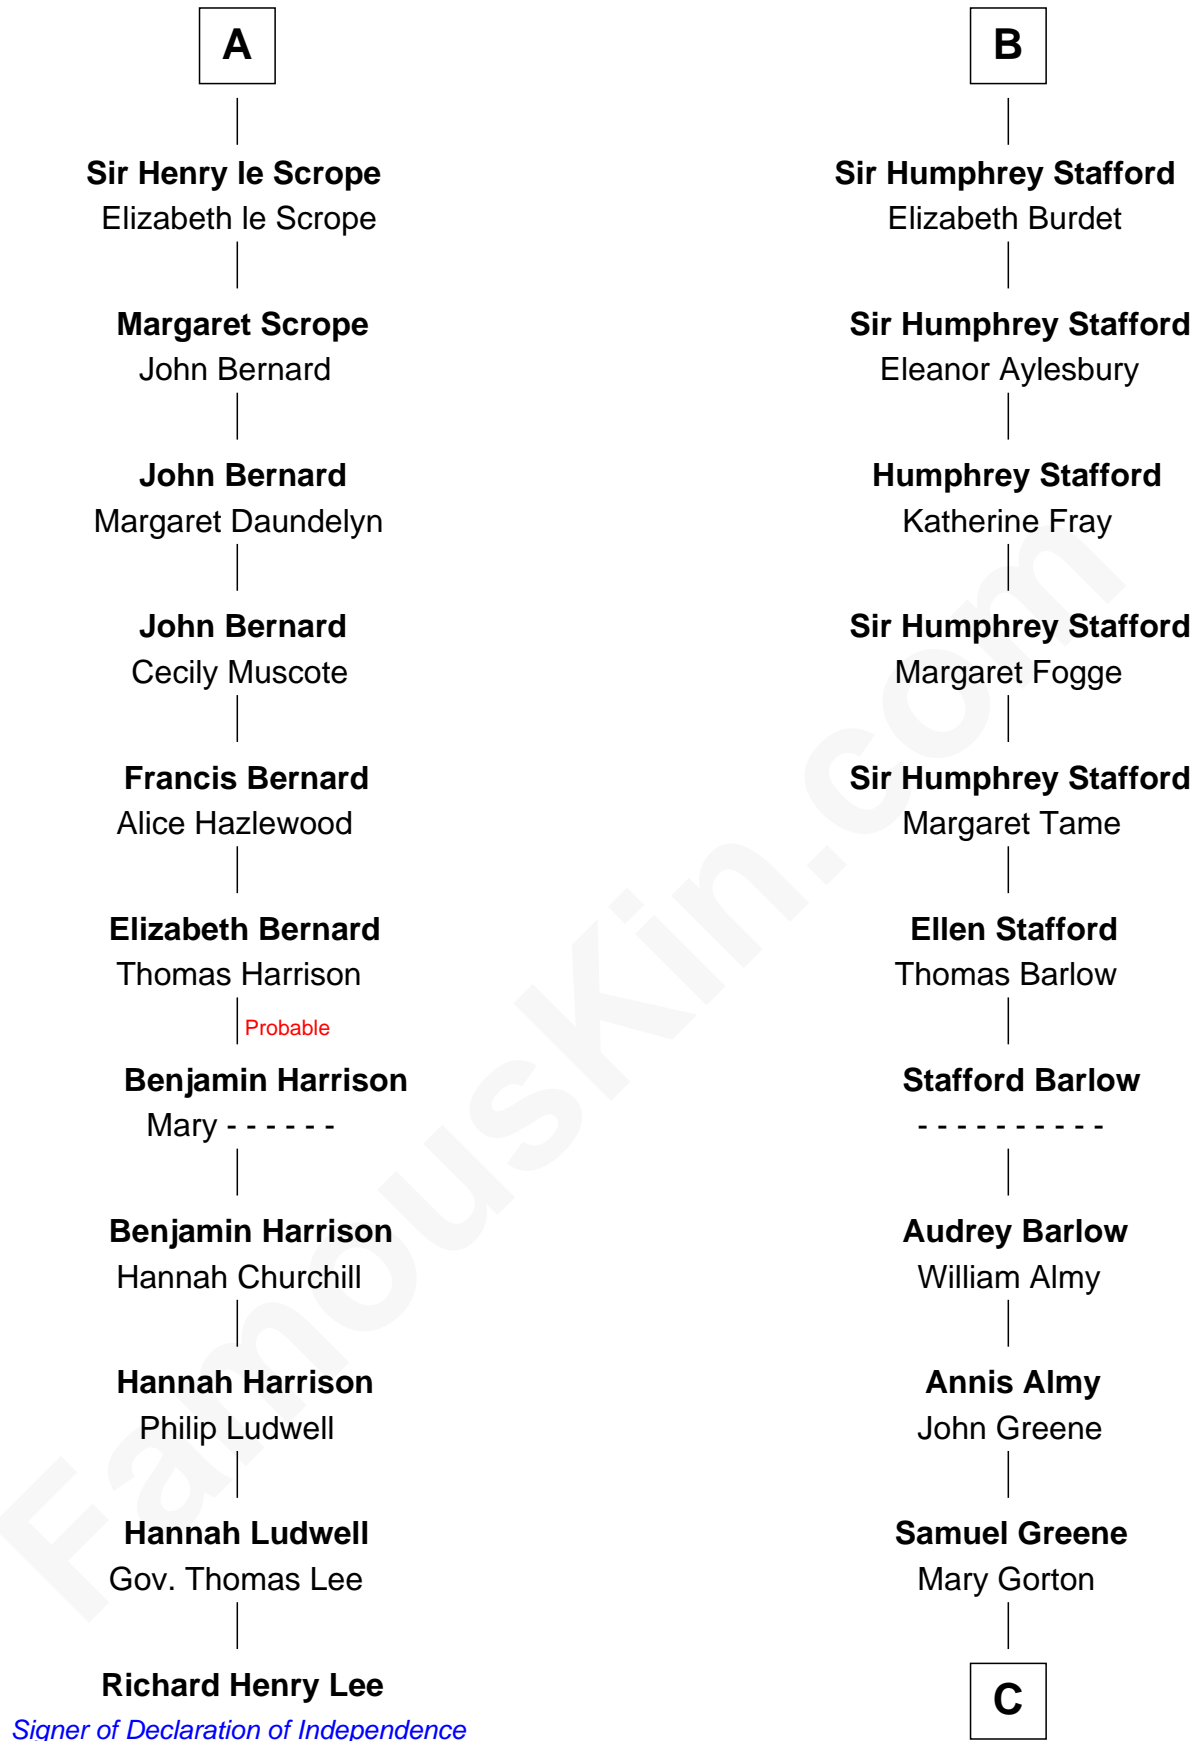 A
Sir Henry le Scrope
Elizabeth le Scrope
Margaret Scrope
John Bernard
John Bernard
Margaret Daundelyn
John Bernard
Cecily Muscote
Francis Bernard
Alice Hazlewood
Elizabeth Bernard
Thomas Harrison
Probable
Benjamin Harrison
Mary - - - - - -
Benjamin Harrison
Hannah Churchill
Hannah Harrison
Philip Ludwell
Hannah Ludwell
Gov. Thomas Lee
Richard Henry Lee
Signer of Declaration of Independence
B
Sir Humphrey Stafford
Elizabeth Burdet
Sir Humphrey Stafford
Eleanor Aylesbury
Humphrey Stafford
Katherine Fray
Sir Humphrey Stafford
Margaret Fogge
Sir Humphrey Stafford
Margaret Tame
Ellen Stafford
Thomas Barlow
Stafford Barlow
- - - - - - - - - -
Audrey Barlow
William Almy
Annis Almy
John Greene
Samuel Greene
Mary Gorton
C
FamousKin.com